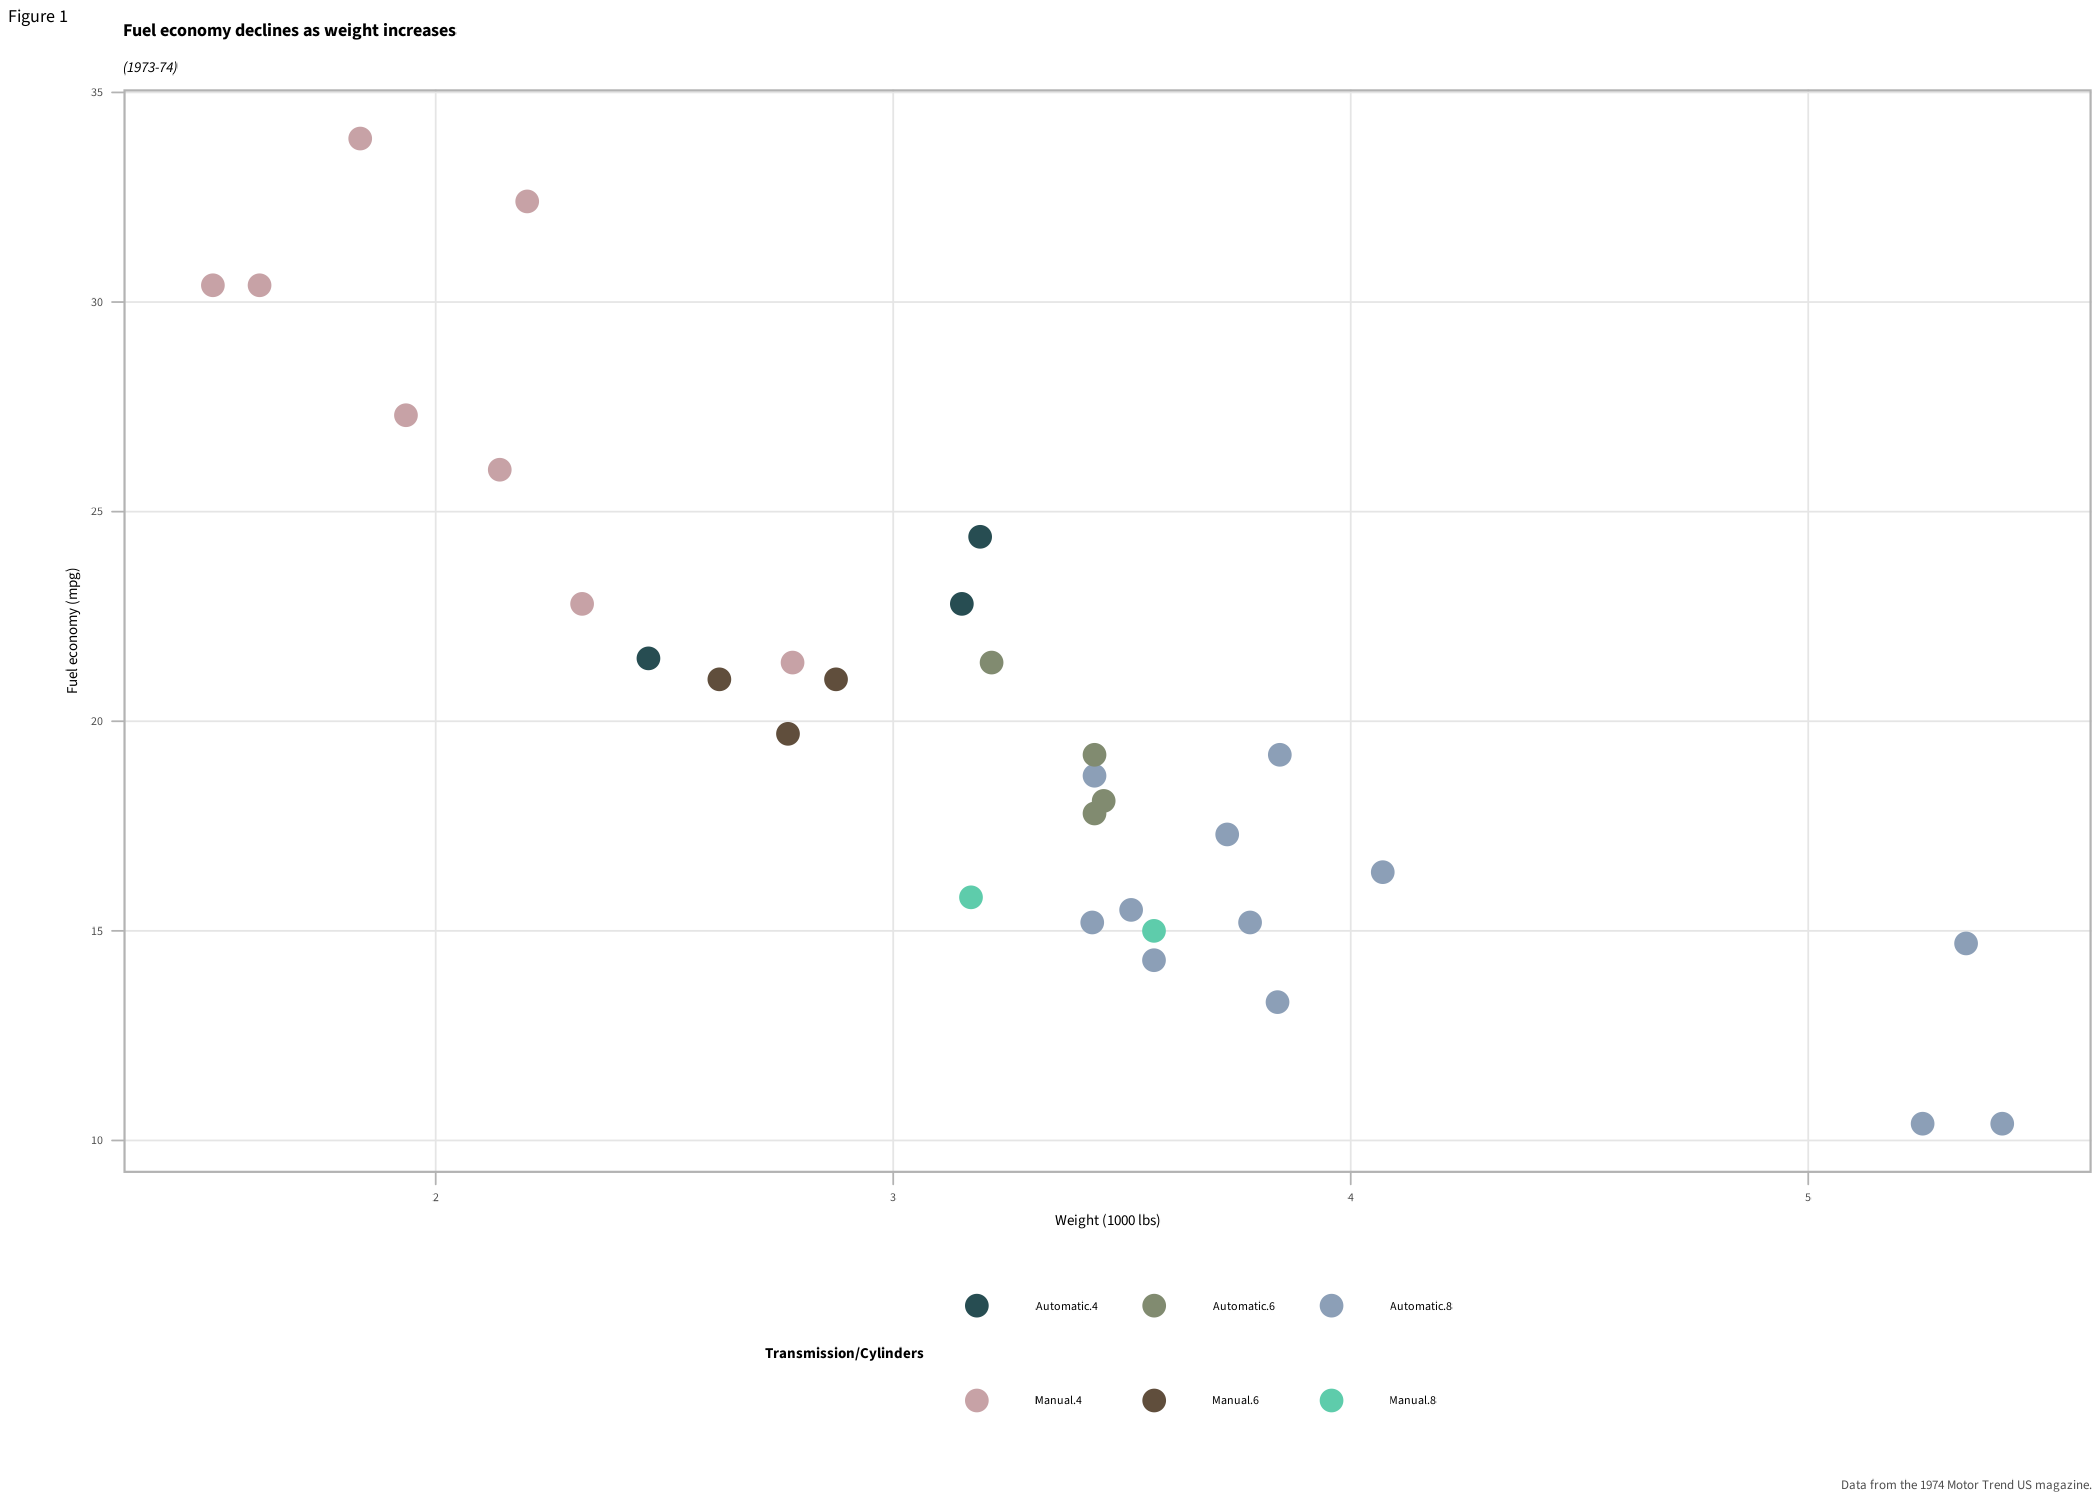 Figure 1
Fuel economy declines as weight increases
(1973-74)
Fuel economy (mpg)
35
30
25
20
15
10
2 3 4 5
Weight (1000 lbs)
Transmission/Cylinders
Automatic.4 Automatic.6 Automatic.8
Manual.4 Manual.6 Manual.8
Data from the 1974 Motor Trend US magazine.